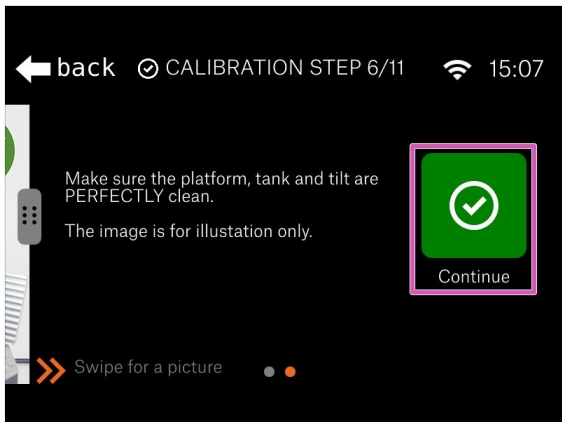 back CALIBRATION STEP 6/11 15:07
Make sure the platform, tank and tilt are
PERFECTLY clean.
The image is for illustation only.
Continue
Swipe for a picture